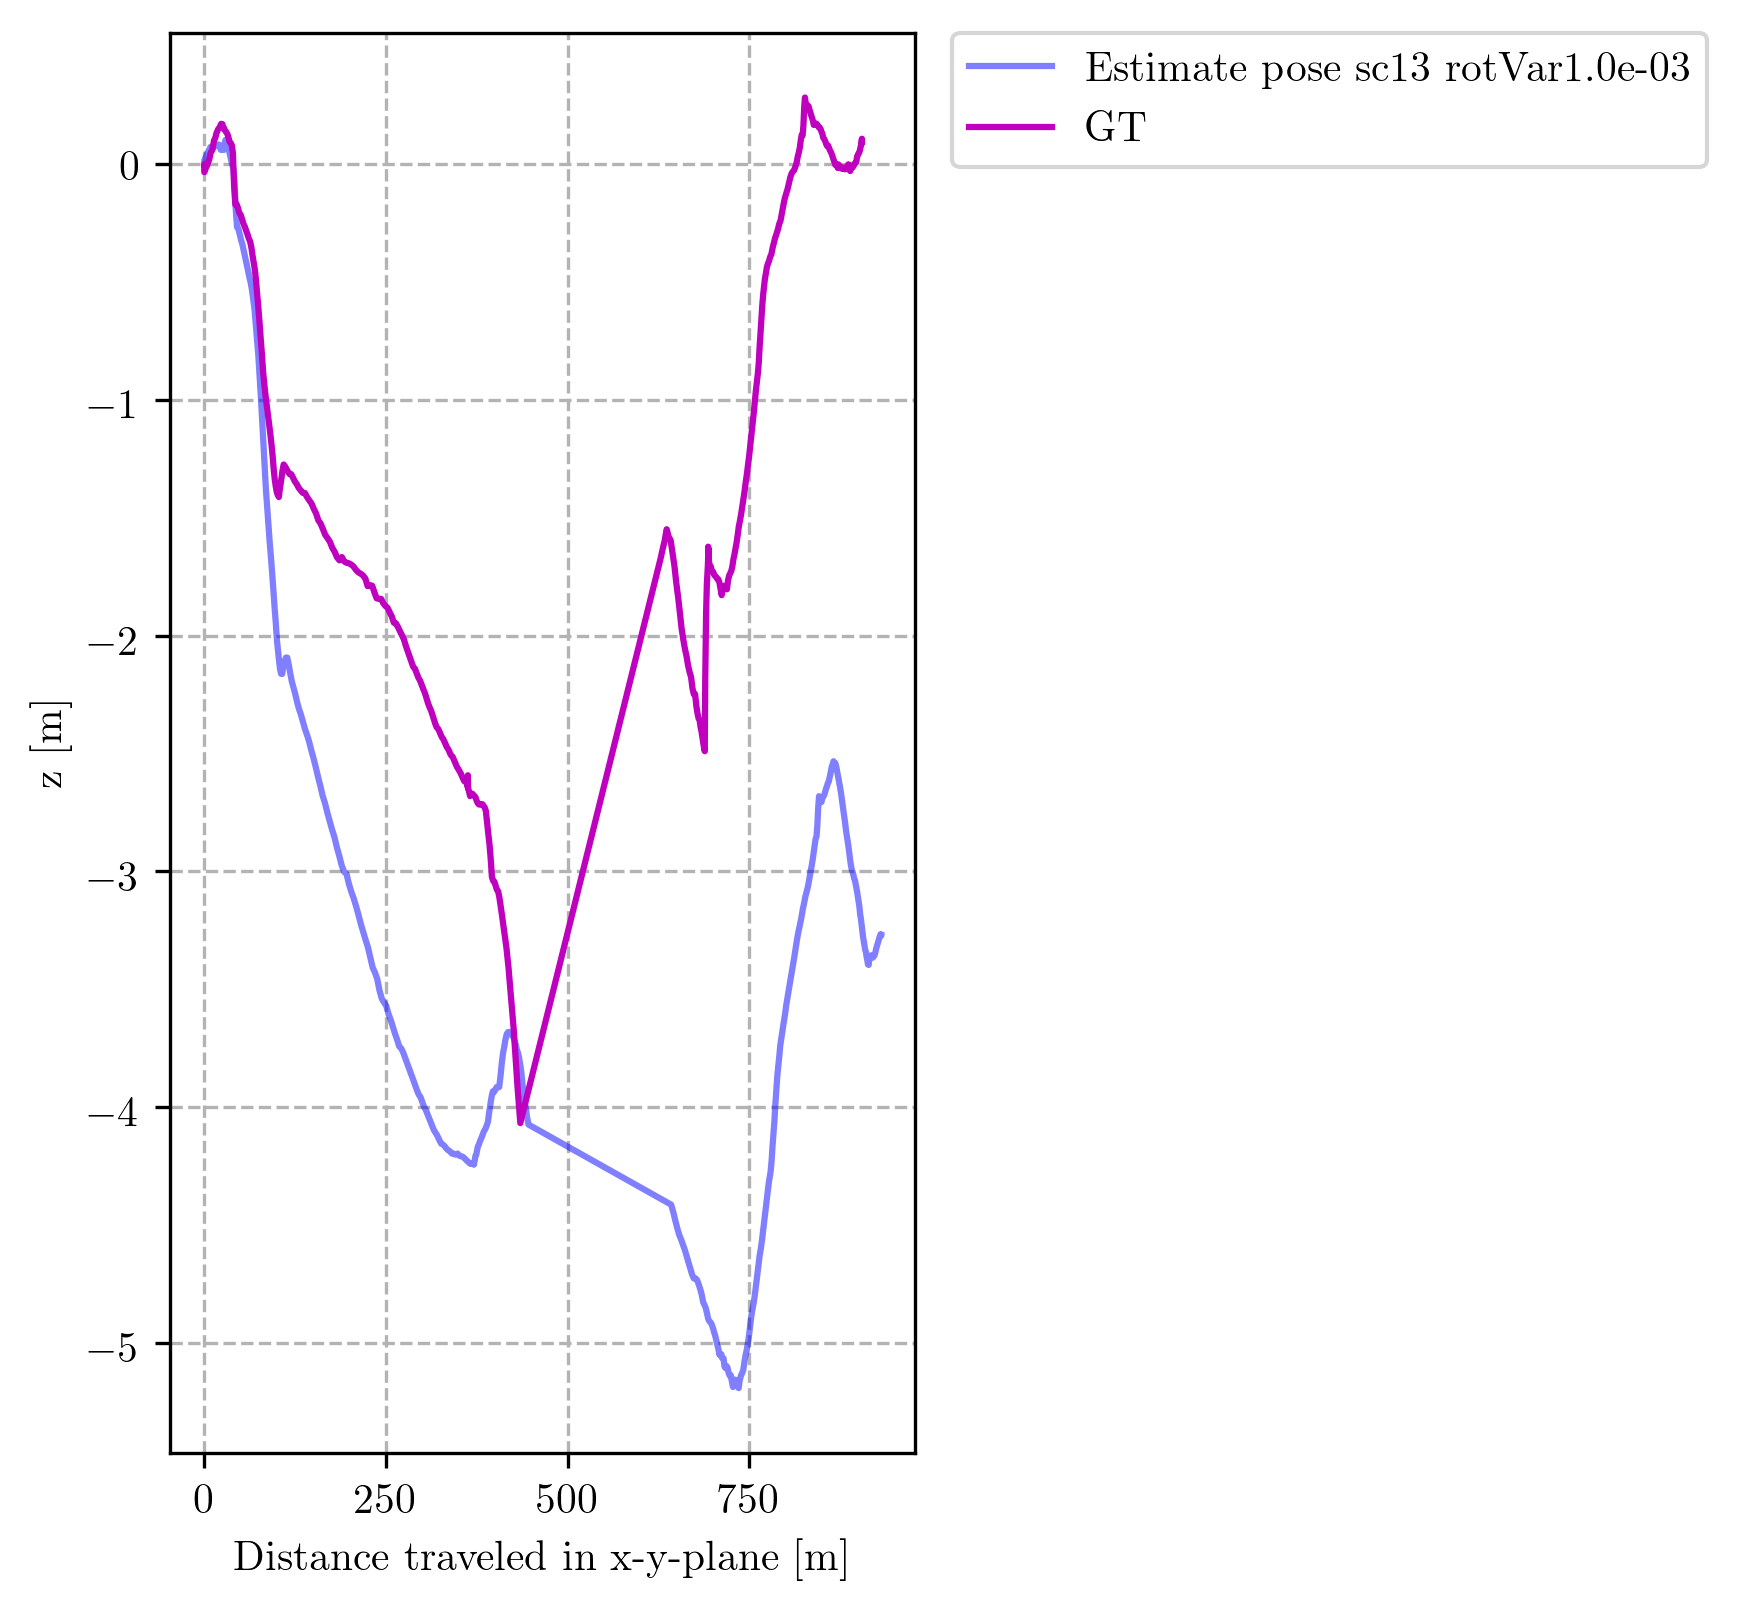 Estimate pose sc13 rotVar1.0e-03
GT
0
−1
−2
−3
−4
−5
z [m]
0 250 500 750
Distance traveled in x-y-plane [m]